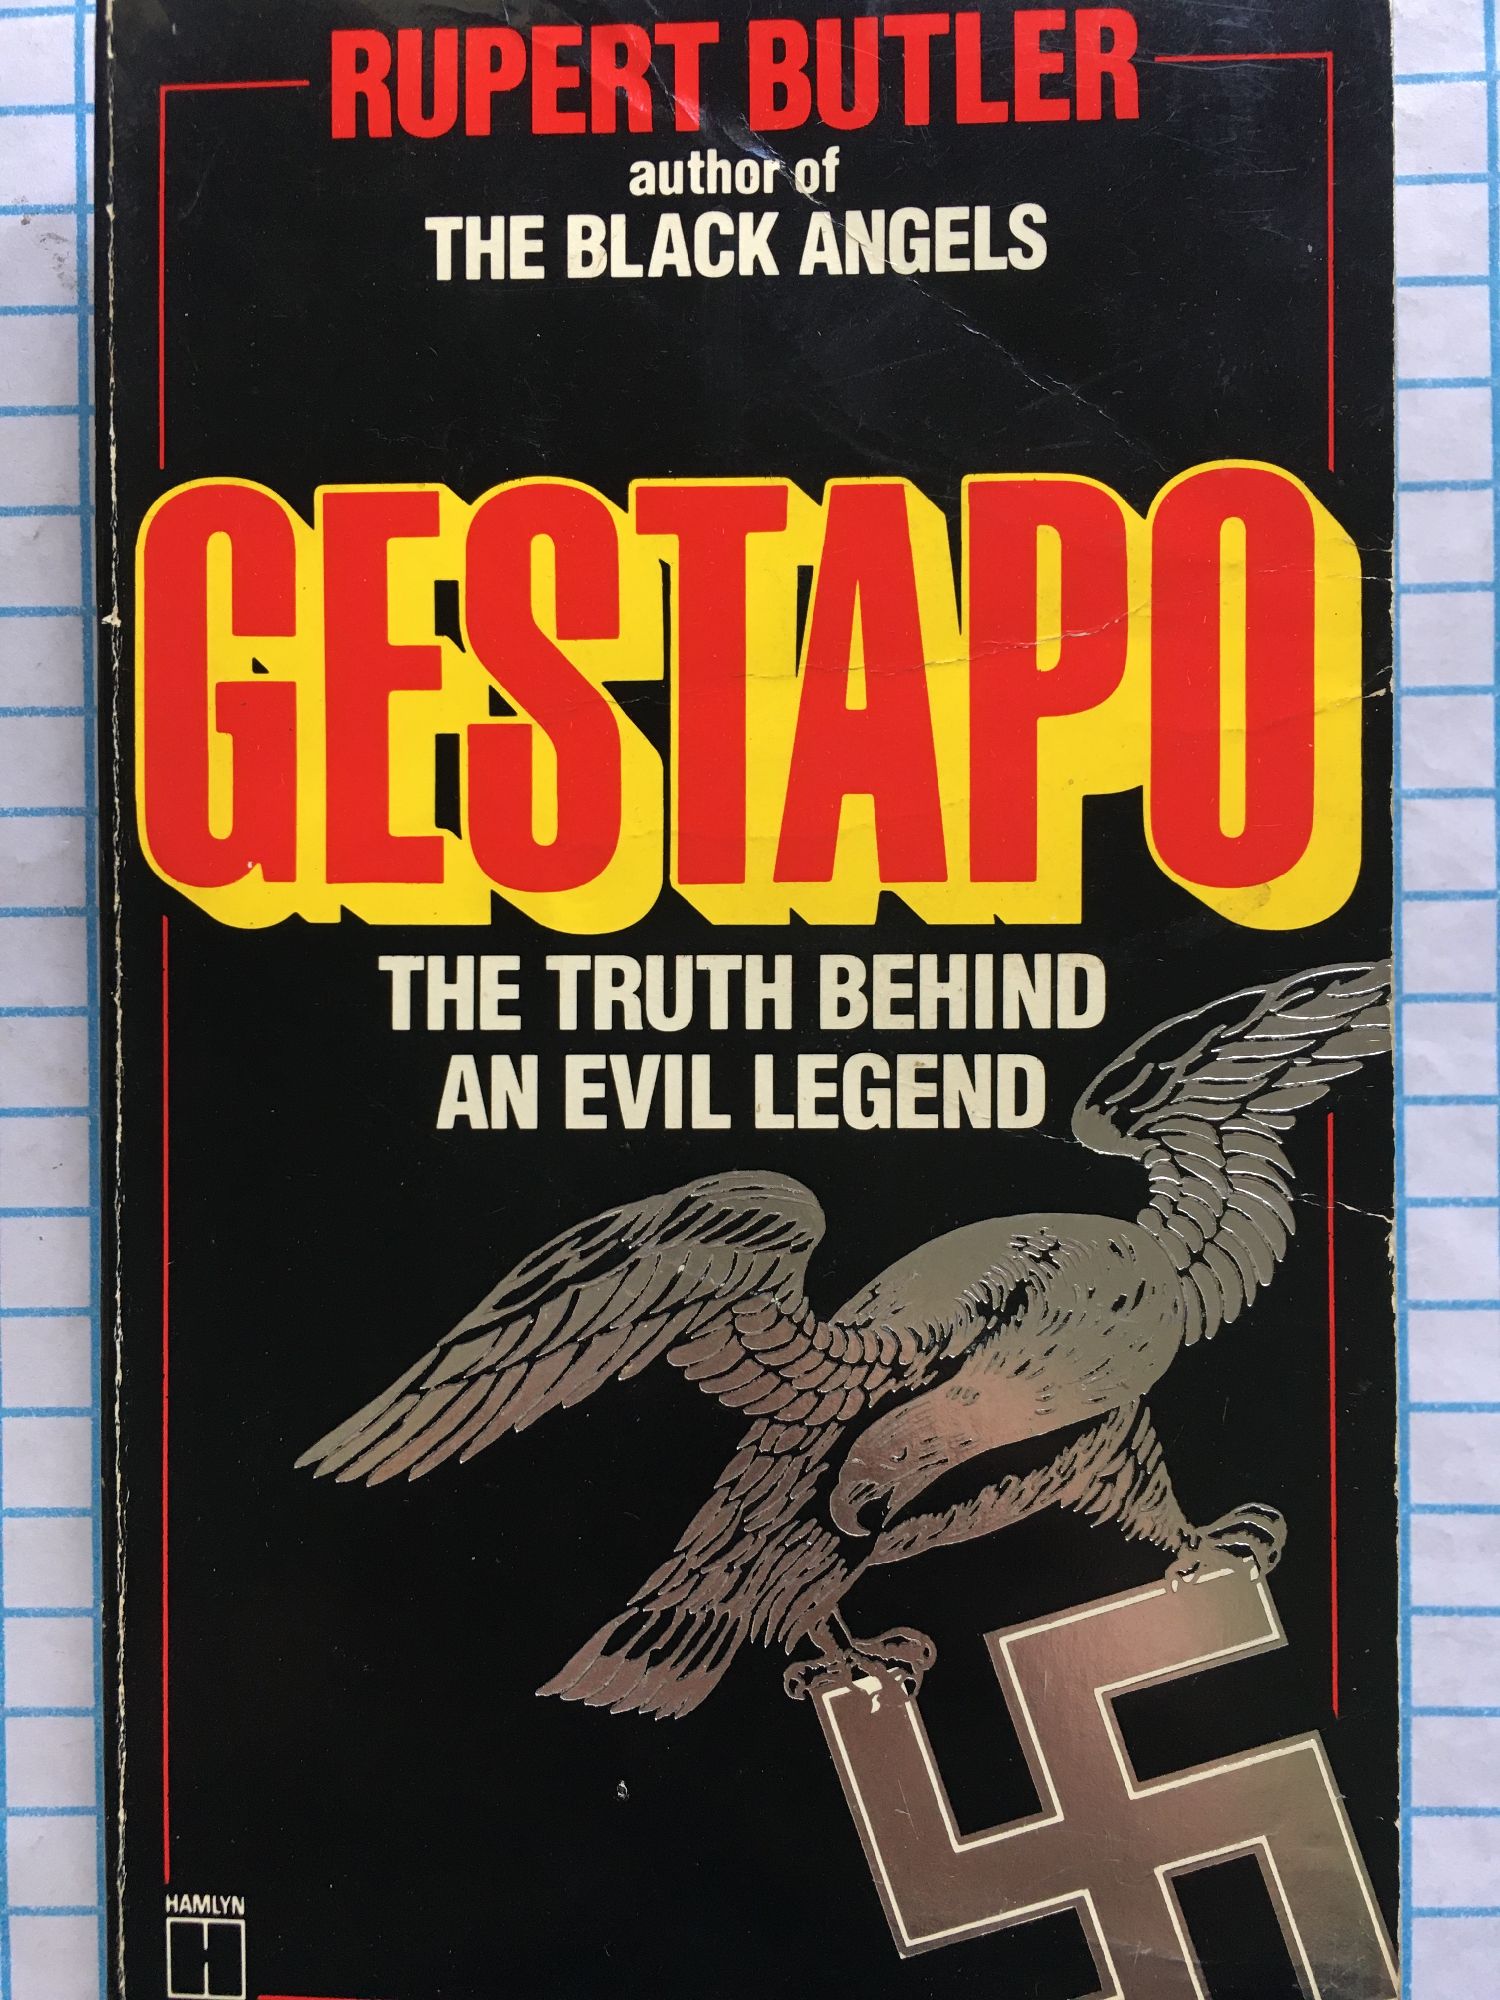 RUPERT BUTLER
author of
THE BLACK ANGELS
GESTAPO
THE TRUTH BEHIND
AN EVIL LEGEND
HAMLYN
H